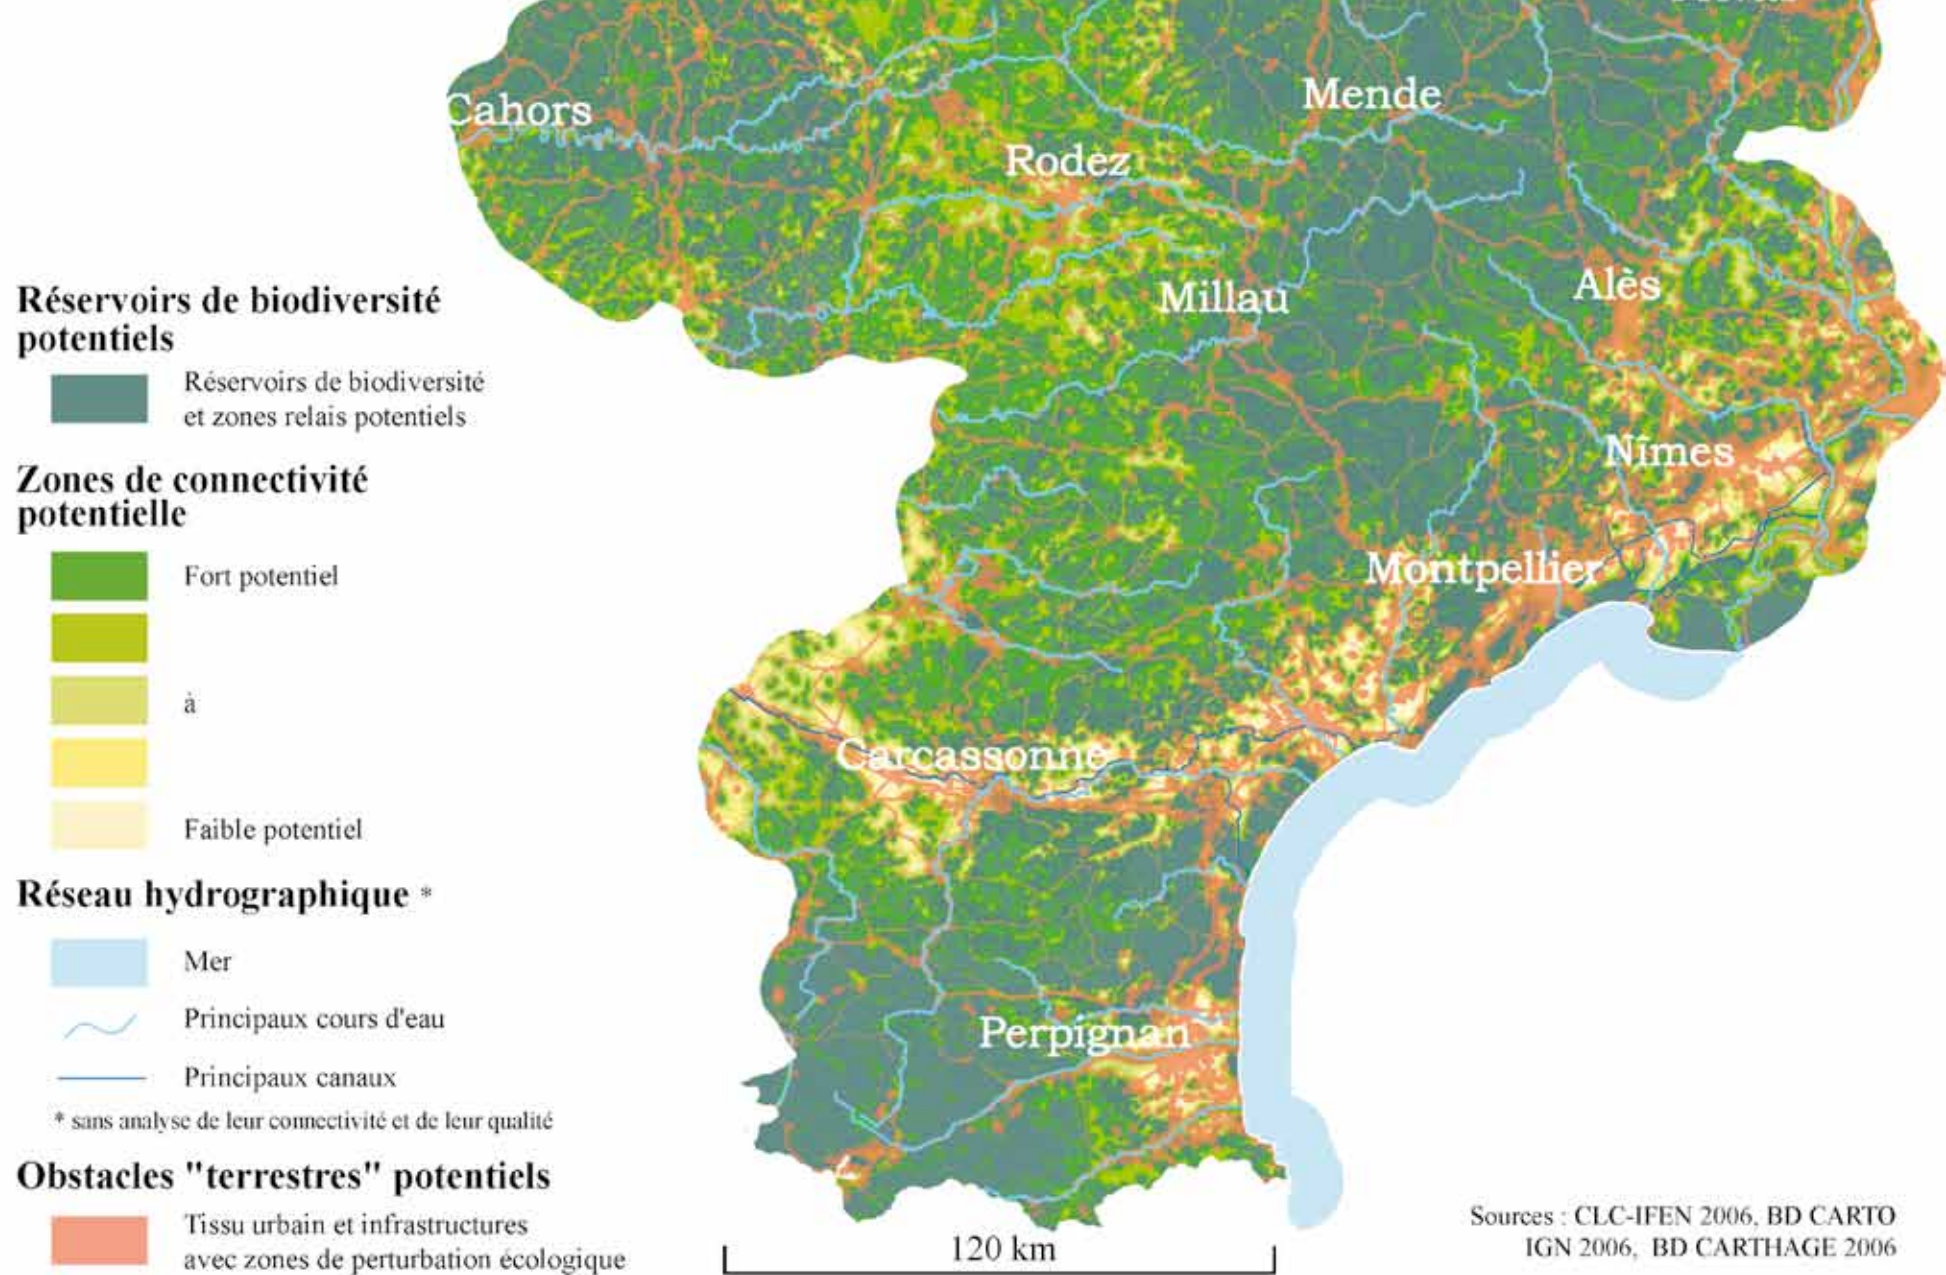 Cahors
Mende
Rodez
Millau
Alès
Nîmes
Montpellier
Carcassonne
Perpignan
Réservoirs de biodiversité
potentiels
Réservoirs de biodiversité
et zones relais potentiels
Zones de connectivité
potentielle
Fort potentiel
à
Faible potentiel
Réseau hydrographique *
Mer
Principaux cours d'eau
Principaux canaux
* sans analyse de leur connectivité et de leur qualité
Obstacles "terrestres" potentiels
Tissu urbain et infrastructures
avec zones de perturbation écologique
120 km
Sources : CLC-IFEN 2006, BD CARTO
IGN 2006, BD CARTHAGE 2006